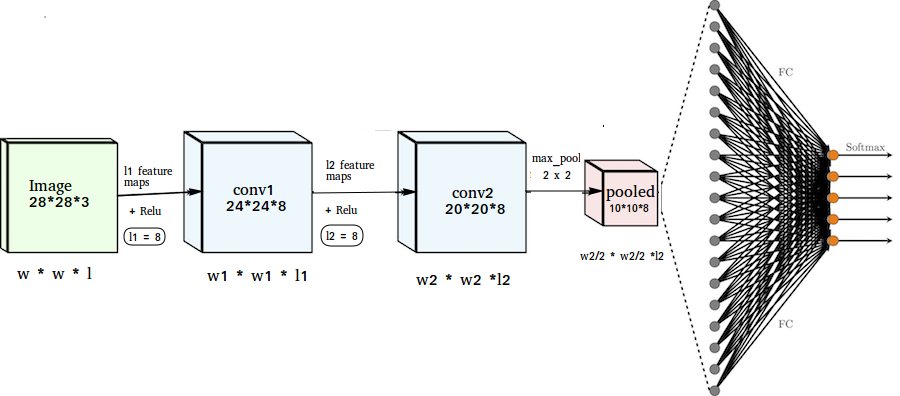 Image
28*28*3
w * w * l
l1 feature
maps
+ Relu
l1 = 8
conv1
24*24*8
w1 * w1 * l1
l2 feature
maps
+ Relu
l2 = 8
conv2
20*20*8
w2 * w2 *l2
max_pool
2 x 2
pooled
10*10*8
w2/2 * w2/2 *l2
FC
FC
Softmax